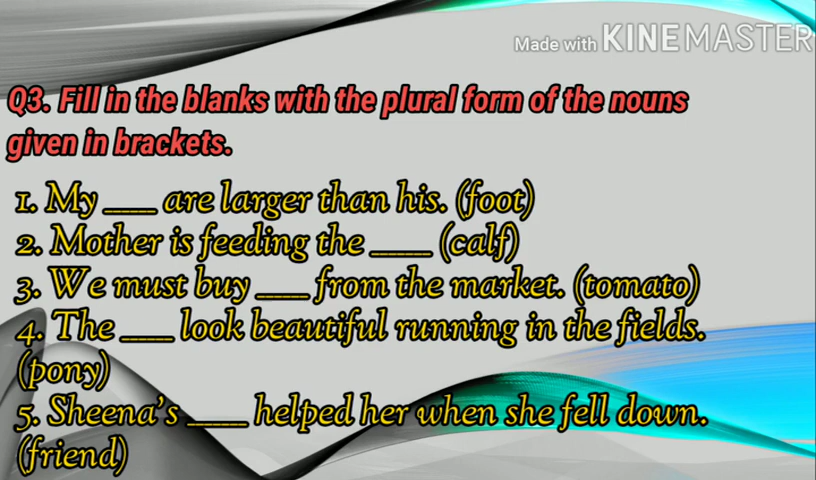 Made with KINEMASTER
Q3. Fill in the blanks with the plural form of the nouns
given in brackets.
1. My ____ are larger than his. (foot)
2. Mother is feeding the _____ (calf)
3. We must buy ____ from the market. (tomato)
4. The ____ look beautiful running in the fields.
(pony)
5. Sheena's _____ helped her when she fell down.
(friend)